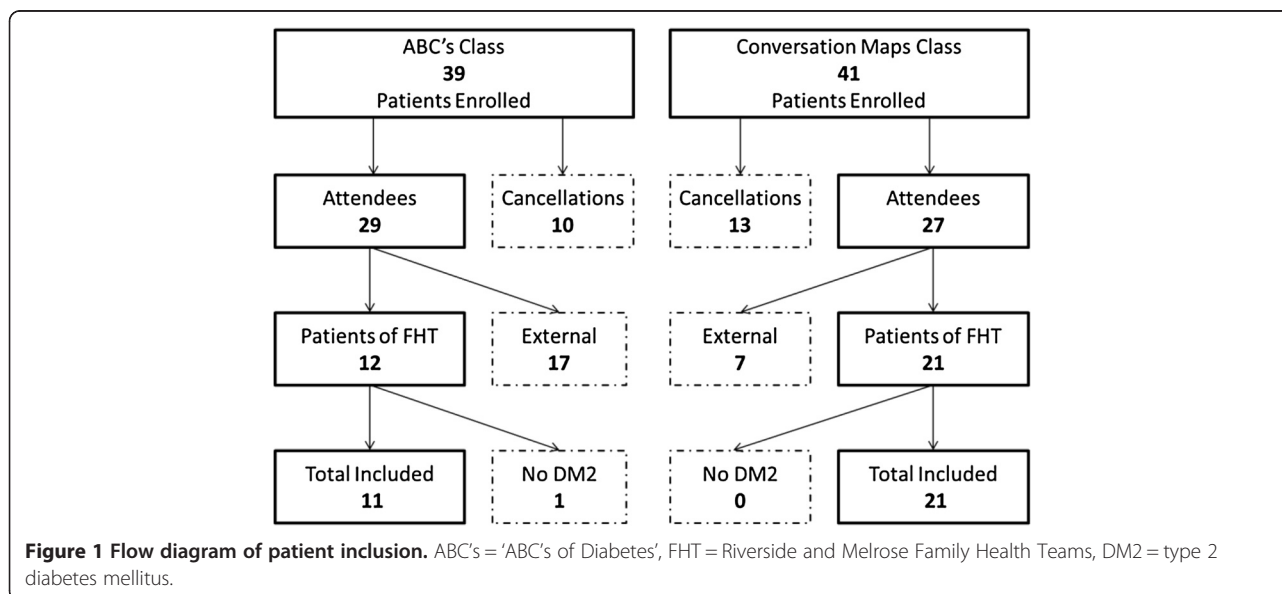 ABC's Class
39
Patients Enrolled
Conversation Maps Class
41
Patients Enrolled
Attendees
29
Cancellations
10
Cancellations
13
Attendees
27
Patients of FHT
12
External
17
External
7
Patients of FHT
21
Total Included
11
No DM2
1
No DM2
0
Total Included
21
Figure 1 Flow diagram of patient inclusion. ABC's = 'ABC's of Diabetes', FHT = Riverside and Melrose Family Health Teams, DM2 = type 2
diabetes mellitus.